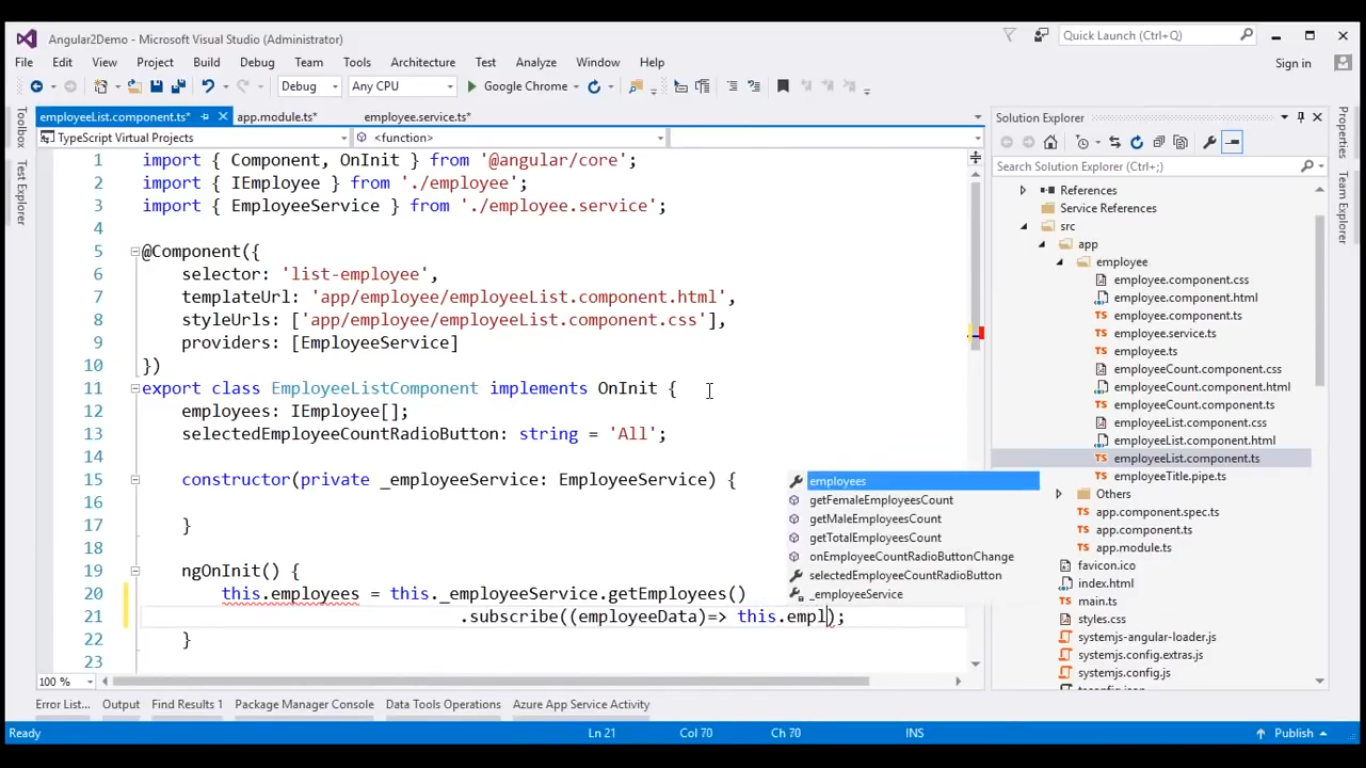 Angular2Demo - Microsoft Visual Studio (Administrator)
Quick Launch (Ctrl+Q)
File Edit View Project Build Debug Team Tools Architecture Test Analyze Window Help
Sign in
Debug Any CPU Google Chrome
employeeList.component.ts* app.module.ts* employee.service.ts*
TypeScript Virtual Projects <function>
Toolbox
Test Explorer
1 import { Component, OnInit } from '@angular/core';
2 import { IEmployee } from './employee';
3 import { EmployeeService } from './employee.service';
4
5 @Component({
6 selector: 'list-employee',
7 templateUrl: 'app/employee/employeeList.component.html',
8 styleUrls: ['app/employee/employeeList.component.css'],
9 providers: [EmployeeService]
10 })
11 export class EmployeeListComponent implements OnInit {
12 employees: IEmployee[];
13 selectedEmployeeCountRadioButton: string = 'All';
14
15 constructor(private _employeeService: EmployeeService) {
16
17 }
18
19 ngOnInit() {
20 this.employees = this._employeeService.getEmployees()
21 .subscribe((employeeData)=> this.empl);
22 }
23
employees
getFemaleEmployeesCount
getMaleEmployeesCount
getTotalEmployeesCount
onEmployeeCountRadioButtonChange
selectedEmployeeCountRadioButton
_employeeService
100 %
Solution Explorer
Search Solution Explorer (Ctrl+;)
References
Service References
src
app
employee
employee.component.css
employee.component.html
TS employee.component.ts
TS employee.service.ts
TS employee.ts
employeeCount.component.css
employeeCount.component.html
TS employeeCount.component.ts
employeeList.component.css
employeeList.component.html
TS employeeList.component.ts
TS employeeTitle.pipe.ts
Others
TS app.component.spec.ts
TS app.component.ts
TS app.module.ts
favicon.ico
index.html
TS main.ts
styles.css
systemjs-angular-loader.js
systemjs.config.extras.js
systemjs.config.js
tsconfig.json
Properties
Team Explorer
Error List... Output Find Results 1 Package Manager Console Data Tools Operations Azure App Service Activity
Ready Ln 21 Col 70 Ch 70 INS Publish